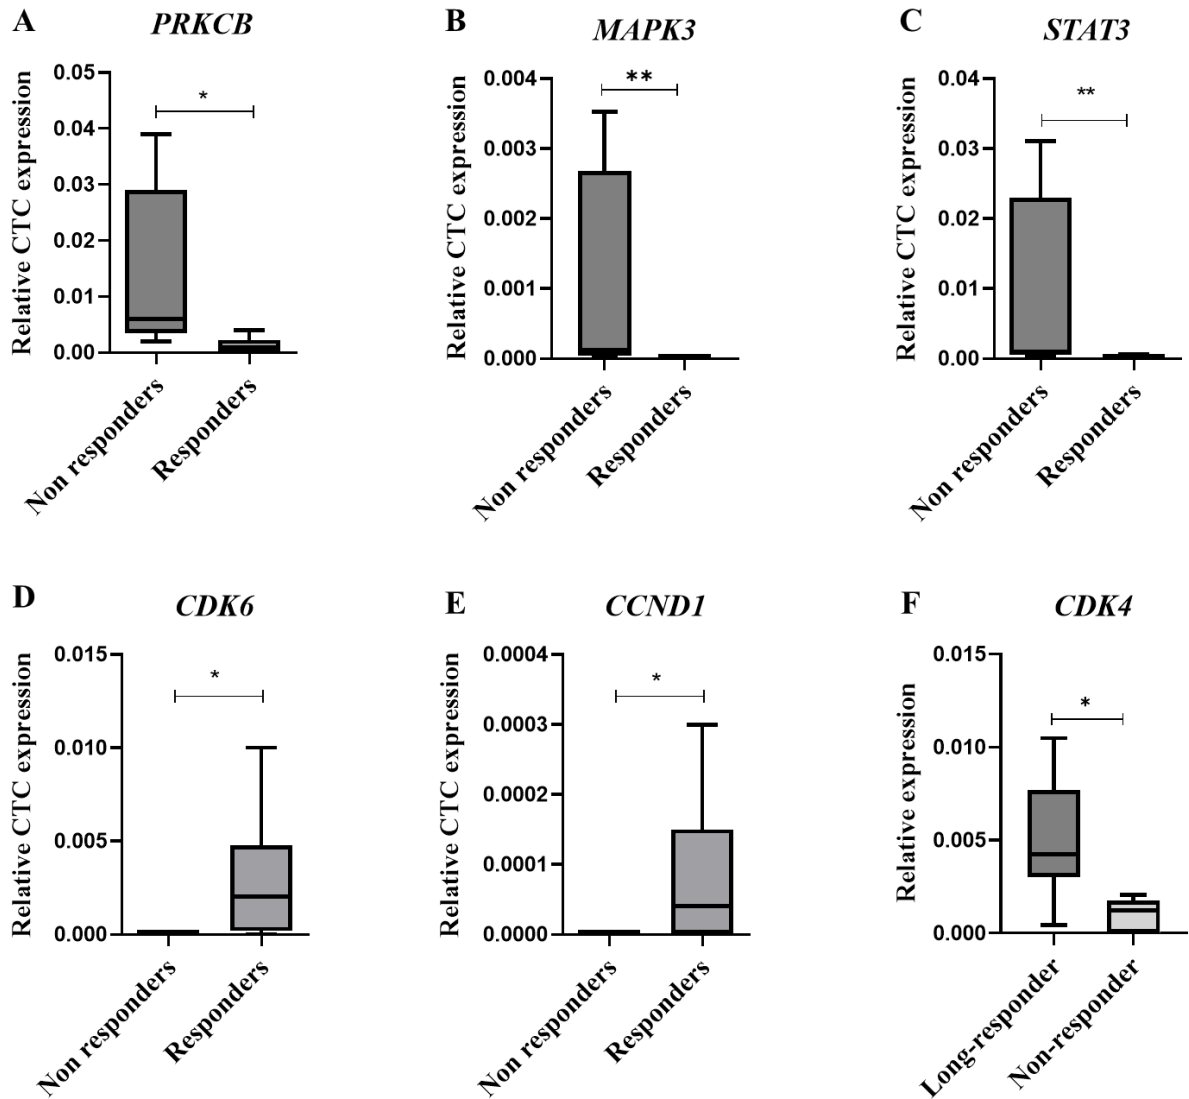 A
PRKCB
Relative CTC expression
0.05
0.04
0.03
0.02
0.01
0.00
*
Non responders
Responders
B
MAPK3
Relative CTC expression
0.004
0.003
0.002
0.001
0.000
**
Non responders
Responders
C
STAT3
Relative CTC expression
0.04
0.03
0.02
0.01
0.00
**
Non responders
Responders
D
CDK6
Relative CTC expression
0.015
0.010
0.005
0.000
*
Non responders
Responders
E
CCND1
Relative CTC expression
0.0004
0.0003
0.0002
0.0001
0.0000
*
Non responders
Responders
F
CDK4
Relative expression
0.015
0.010
0.005
0.000
*
Long-responder
Non-responder